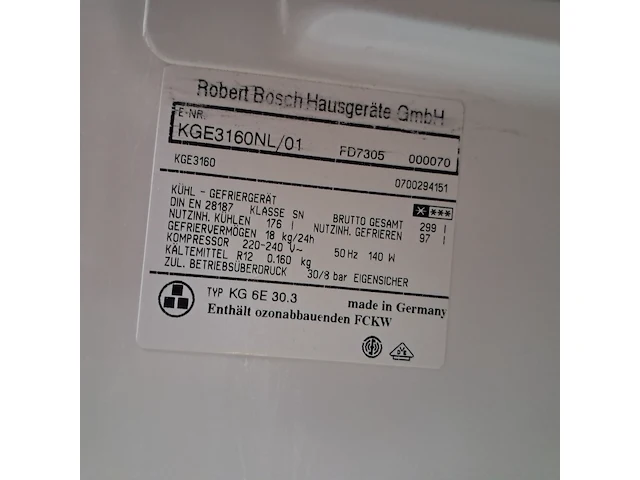 Robert Bosch Hausgeräte GmbH
E-NR.
KGE3160NL/01 FD7305 000070
KGE3160 0700294151
KÜHL - GEFRIERGERÄT
DIN EN 28187 KLASSE SN BRUTTO GESAMT 299 l
NUTZINH. KÜHLEN 176 l NUTZINH. GEFRIEREN 97 l
GEFRIERVERMÖGEN 18 kg/24h
KOMPRESSOR 220-240 V~ 50 Hz 140 W
KÄLTEMITTEL R12 0.160 kg
ZUL. BETRIEBSÜBERDRUCK 30/8 bar EIGENSICHER
TYP KG 6E 30.3 made in Germany
Enthält ozonabbauenden FCKW